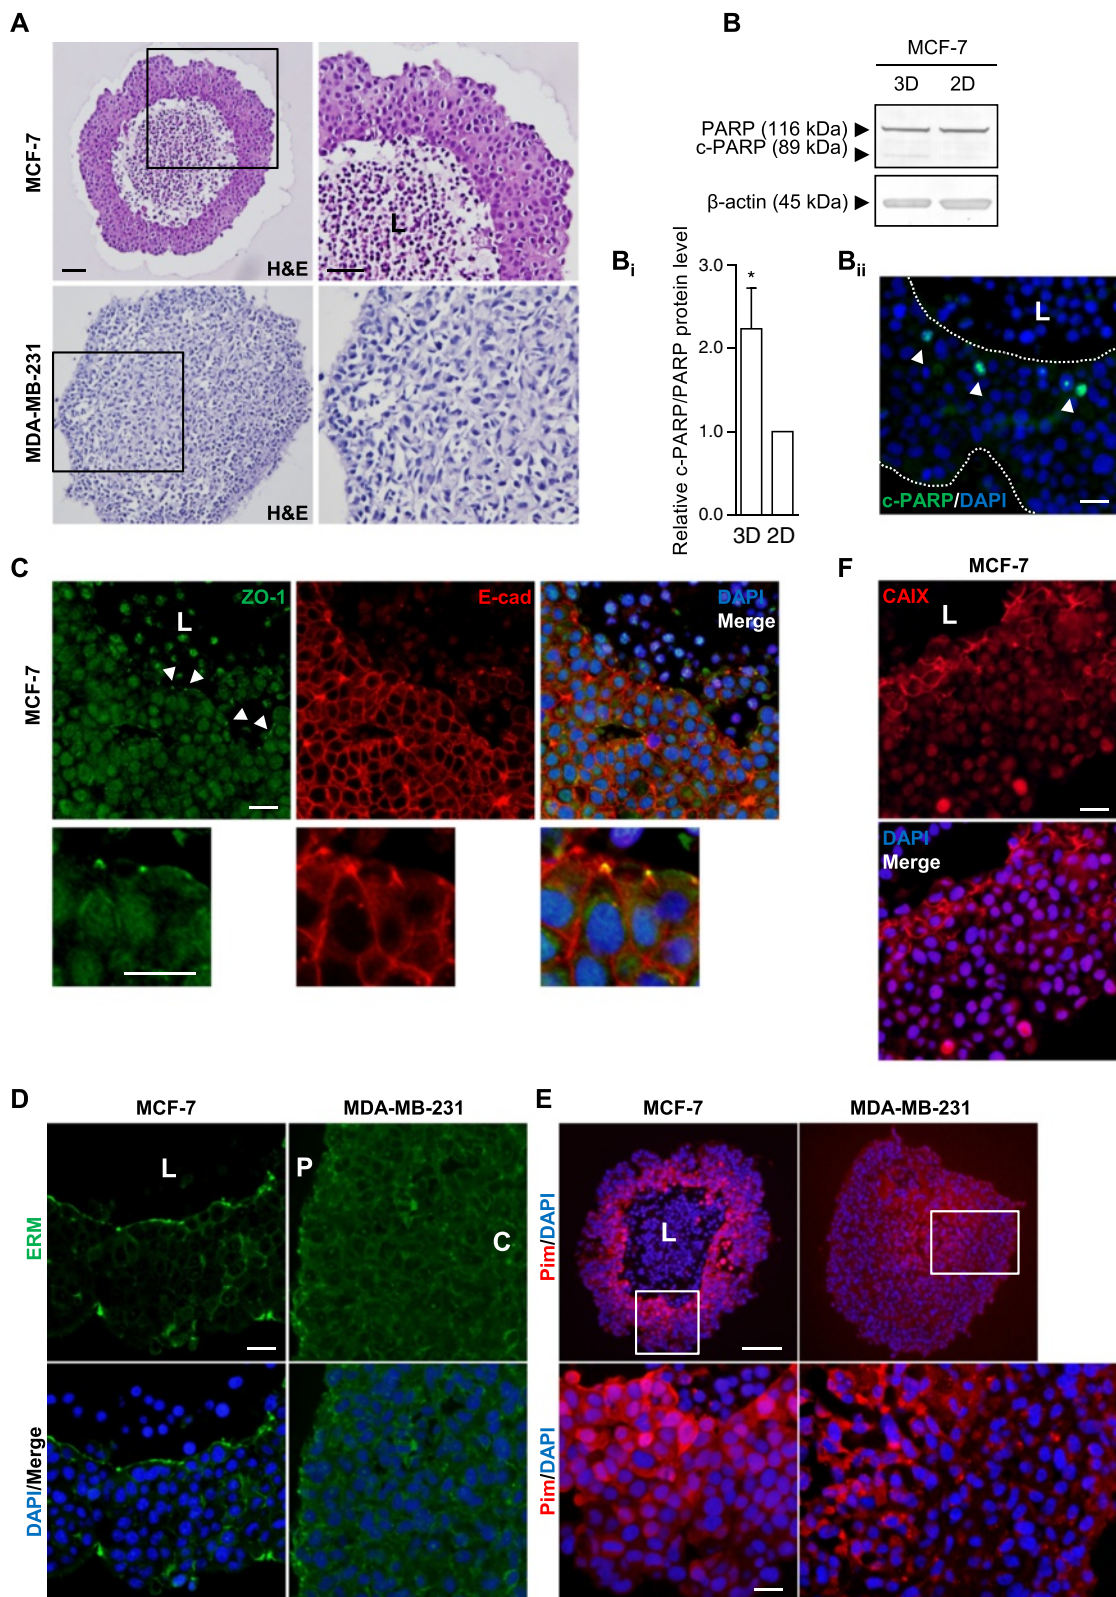 A
MCF-7
H&E
L
MDA-MB-231
H&E
B
MCF-7
3D 2D
PARP (116 kDa)
c-PARP (89 kDa)
β-actin (45 kDa)
Bi
Relative c-PARP/PARP protein level
3.0
2.0
1.0
0.0
*
3D 2D
Bii
L
c-PARP/DAPI
C
MCF-7
ZO-1
L
E-cad
DAPI
Merge
F
MCF-7
CAIX
L
DAPI
Merge
D
MCF-7
MDA-MB-231
ERM
L
P
C
DAPI/Merge
E
MCF-7
MDA-MB-231
Pim/DAPI
L
Pim/DAPI